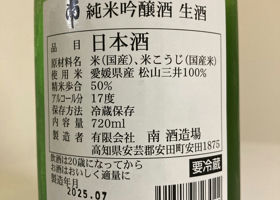 南 純米吟醸酒 生酒
品目 日本酒
原材料名 米(国産)、米こうじ(国産米)
使用米 愛媛県産 松山三井100%
精米歩合 50%
アルコール分 17度
保存方法 冷蔵保存
内容量 720ml
製造者 有限会社 南 酒造場
高知県安芸郡安田町安田1875
飲酒は20歳になってから
お酒はおいしく適量に
要冷蔵
製造年月 2025.07